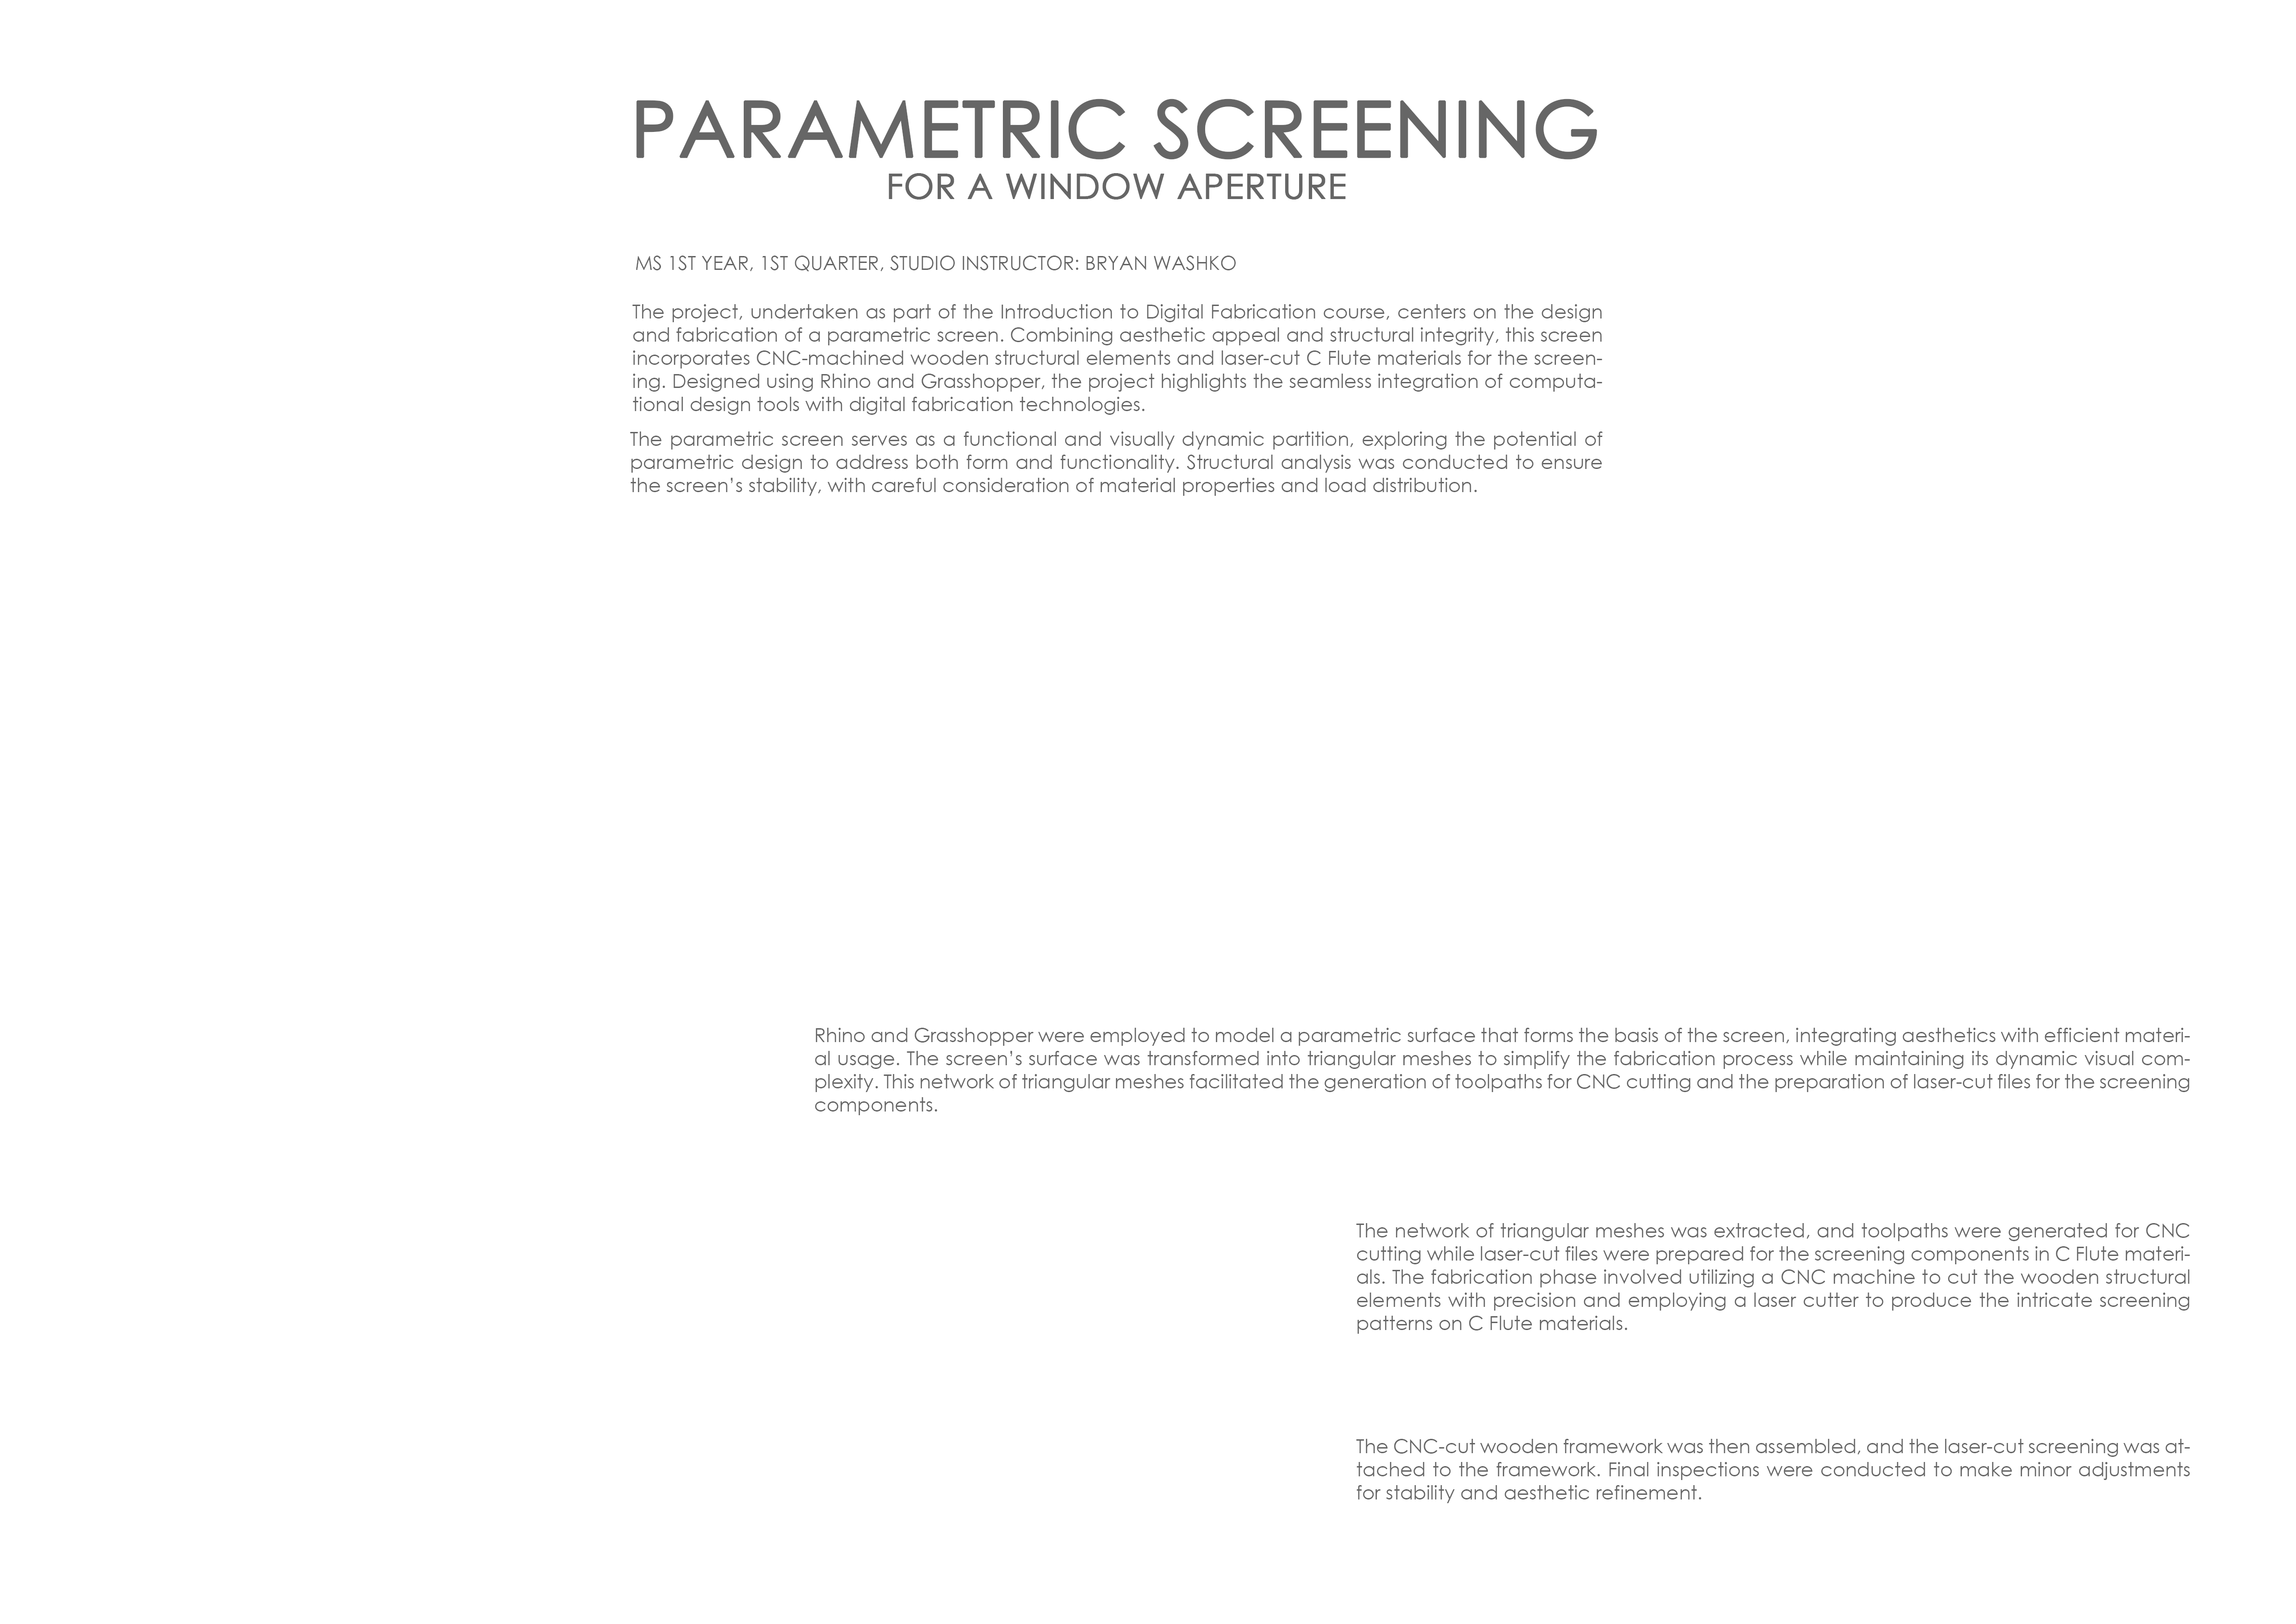 PARAMETRIC SCREENING
FOR A WINDOW APERTURE
MS 1ST YEAR, 1ST QUARTER, STUDIO INSTRUCTOR: BRYAN WASHKO
The project, undertaken as part of the Introduction to Digital Fabrication course, centers on the design
and fabrication of a parametric screen. Combining aesthetic appeal and structural integrity, this screen
incorporates CNC-machined wooden structural elements and laser-cut C Flute materials for the screen-
ing. Designed using Rhino and Grasshopper, the project highlights the seamless integration of computa-
tional design tools with digital fabrication technologies.
The parametric screen serves as a functional and visually dynamic partition, exploring the potential of
parametric design to address both form and functionality. Structural analysis was conducted to ensure
the screen's stability, with careful consideration of material properties and load distribution.
Rhino and Grasshopper were employed to model a parametric surface that forms the basis of the screen, integrating aesthetics with efficient materi-
al usage. The screen's surface was transformed into triangular meshes to simplify the fabrication process while maintaining its dynamic visual com-
plexity. This network of triangular meshes facilitated the generation of toolpaths for CNC cutting and the preparation of laser-cut files for the screening
components.
The network of triangular meshes was extracted, and toolpaths were generated for CNC
cutting while laser-cut files were prepared for the screening components in C Flute materi-
als. The fabrication phase involved utilizing a CNC machine to cut the wooden structural
elements with precision and employing a laser cutter to produce the intricate screening
patterns on C Flute materials.
The CNC-cut wooden framework was then assembled, and the laser-cut screening was at-
tached to the framework. Final inspections were conducted to make minor adjustments
for stability and aesthetic refinement.